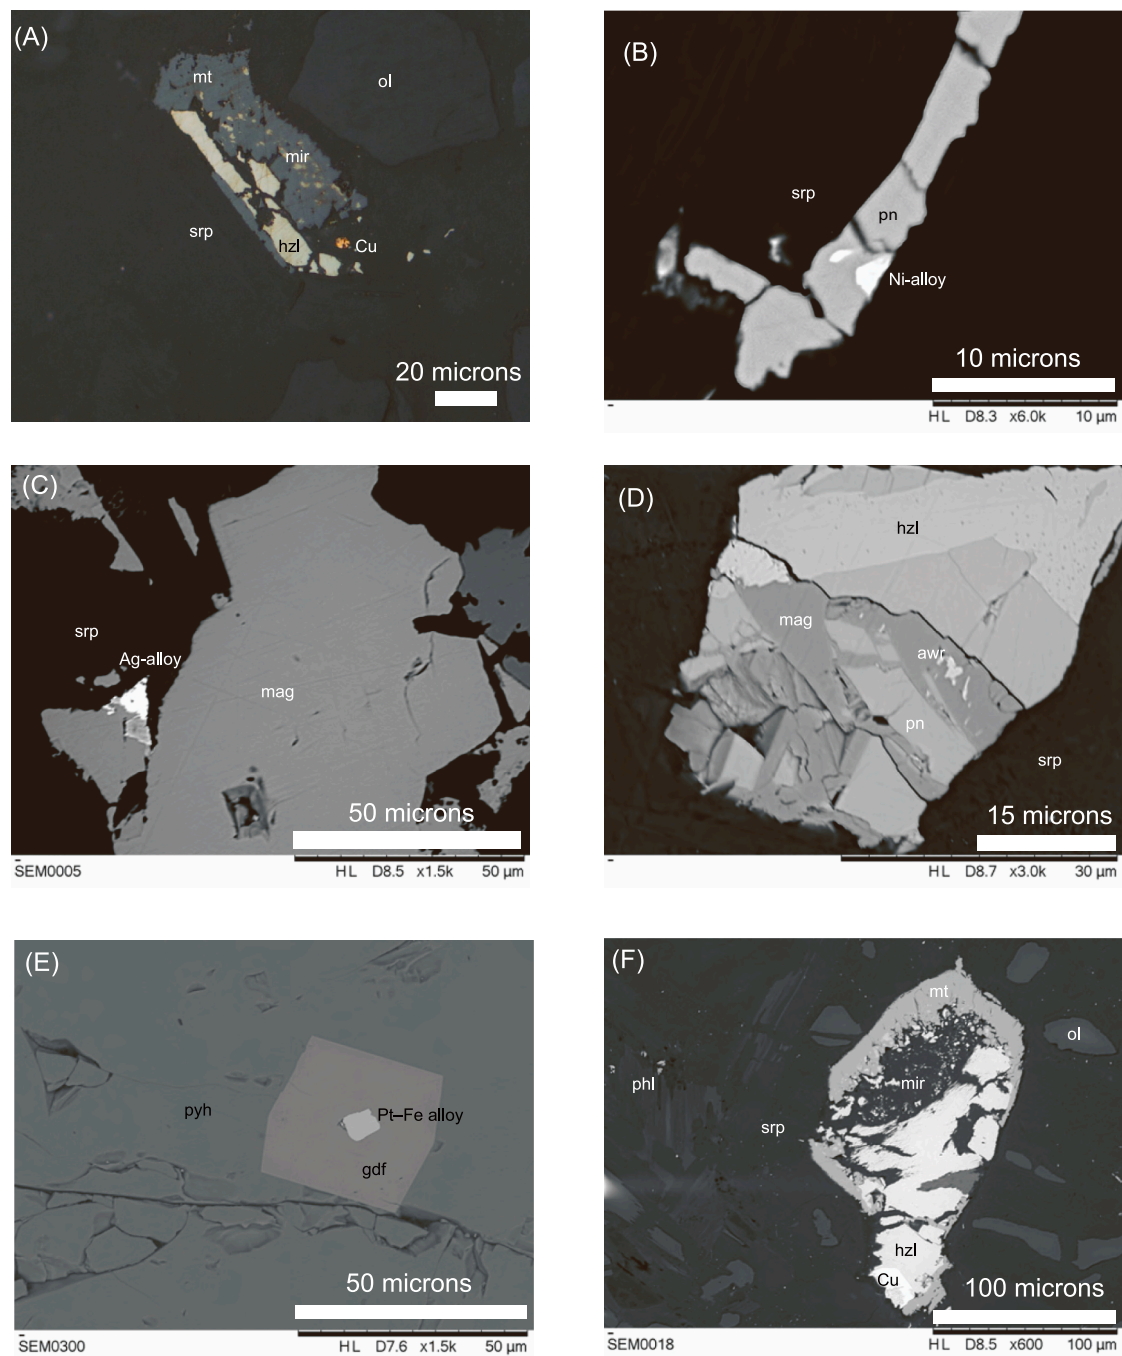 (A)
mt
ol
mir
srp
hzl
Cu
20 microns
(B)
srp
pn
Ni-alloy
10 microns
HL D8.3 x6.0k 10 µm
(C)
srp
Ag-alloy
mag
50 microns
SEM0005 HL D8.5 x1.5k 50 µm
(D)
hzl
mag
awr
pn
srp
15 microns
HL D8.7 x3.0k 30 µm
(E)
pyh
Pt–Fe alloy
gdf
50 microns
SEM0300 HL D7.6 x1.5k 50 µm
(F)
mt
ol
phl
mir
srp
hzl
Cu
100 microns
SEM0018 HL D8.5 x600 100 µm